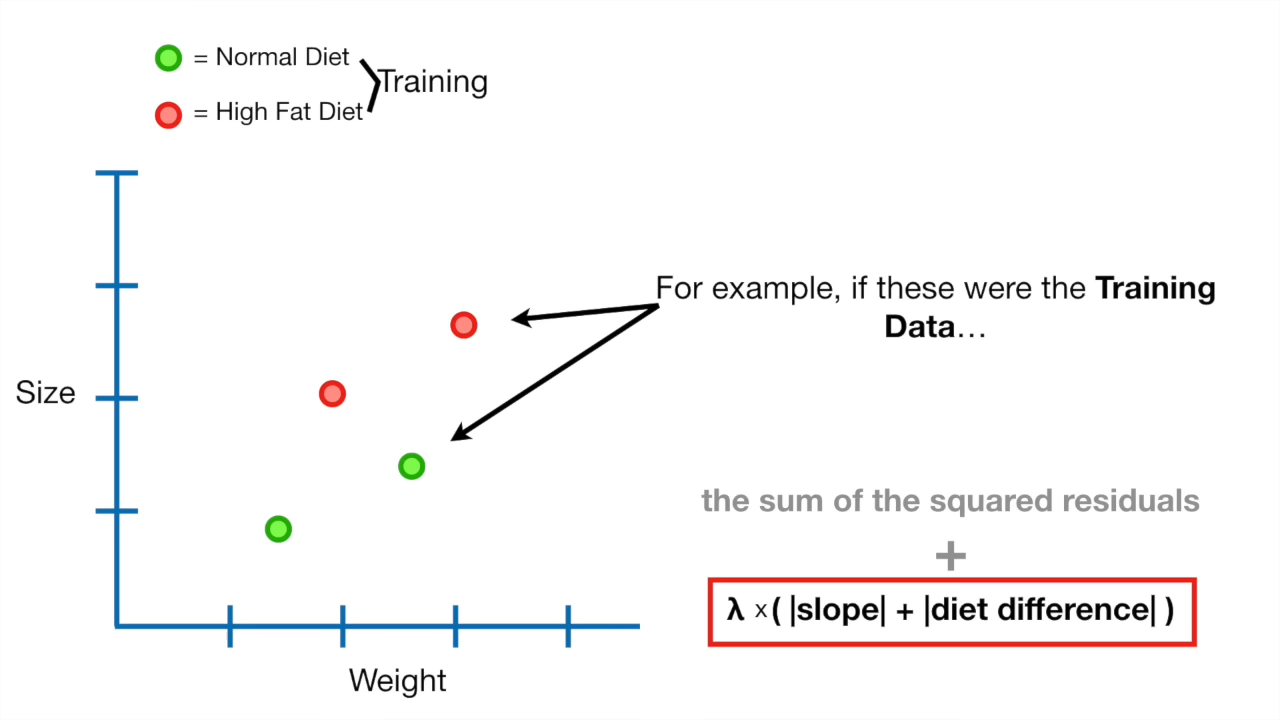 = Normal Diet
= High Fat Diet
Training
For example, if these were the Training
Data…
Size
the sum of the squared residuals
+
λ x ( |slope| + |diet difference| )
Weight